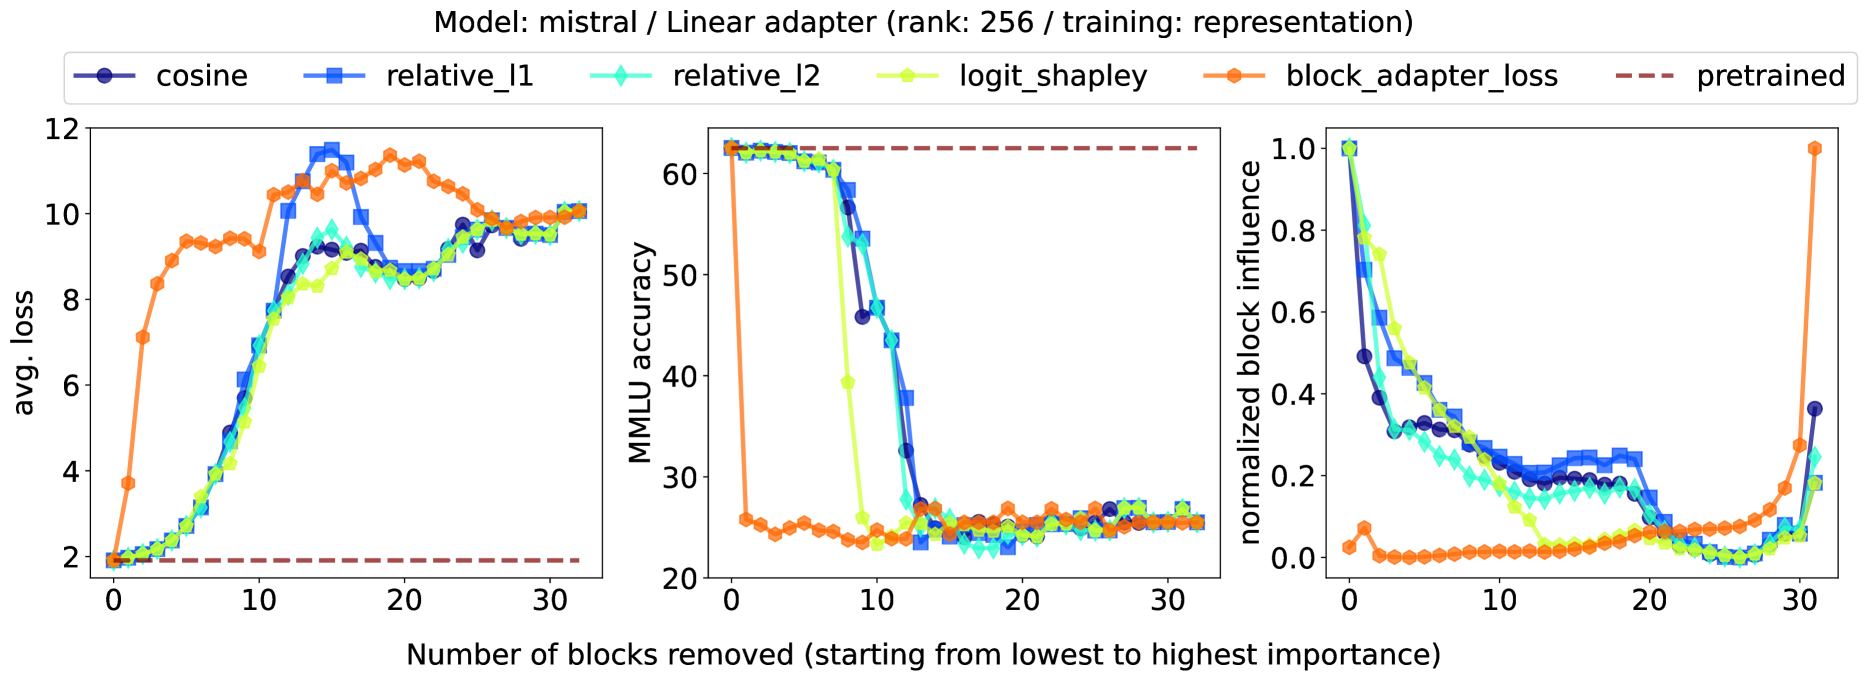 Model: mistral / Linear adapter (rank: 256 / training: representation)
cosine relative_l1 relative_l2 logit_shapley block_adapter_loss pretrained
avg. loss
12
10
8
6
4
2
0 10 20 30
MMLU accuracy
60
50
40
30
20
0 10 20 30
normalized block influence
1.0
0.8
0.6
0.4
0.2
0.0
0 10 20 30
Number of blocks removed (starting from lowest to highest importance)